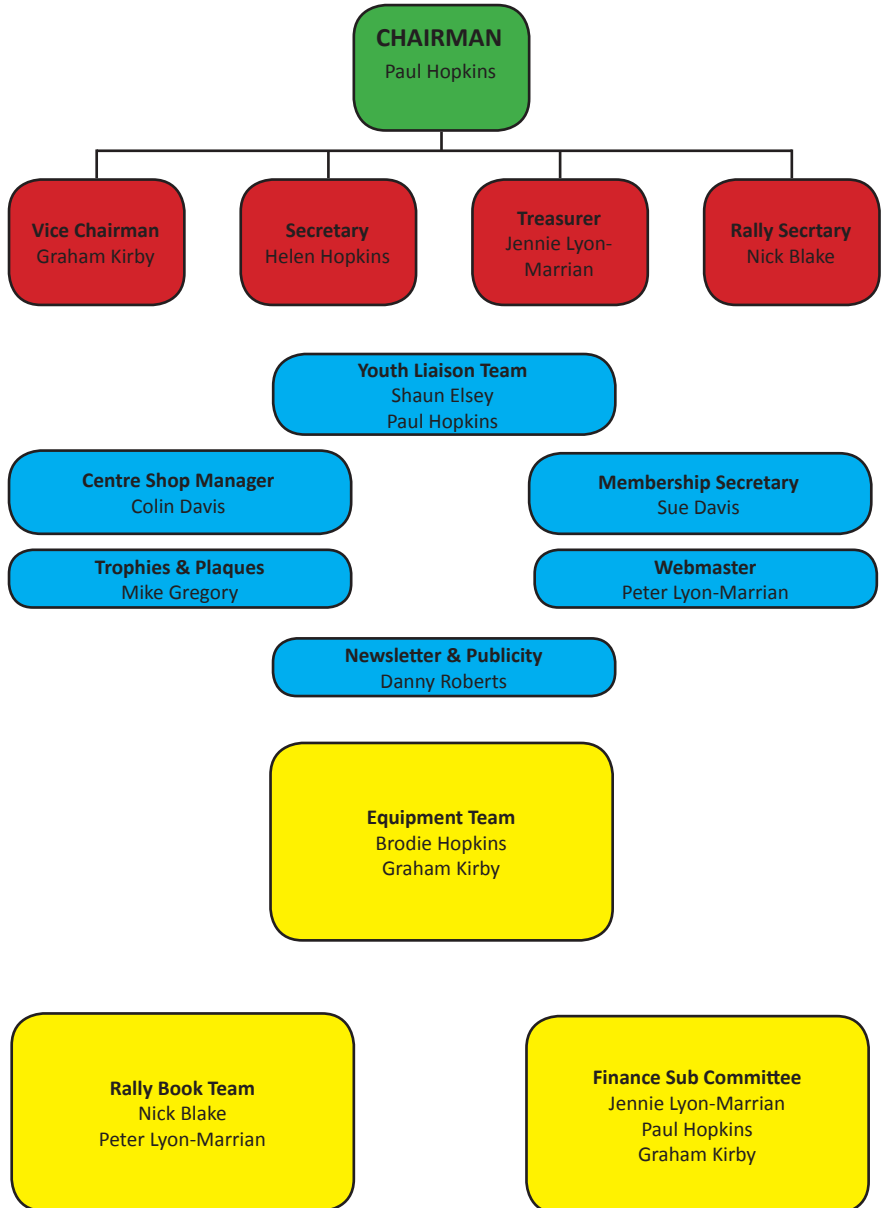 CHAIRMAN
Paul Hopkins
Vice Chairman
Graham Kirby
Secretary
Helen Hopkins
Treasurer
Jennie Lyon-
Marrian
Rally Secrtary
Nick Blake
Youth Liaison Team
Shaun Elsey
Paul Hopkins
Centre Shop Manager
Colin Davis
Membership Secretary
Sue Davis
Trophies & Plaques
Mike Gregory
Webmaster
Peter Lyon-Marrian
Newsletter & Publicity
Danny Roberts
Equipment Team
Brodie Hopkins
Graham Kirby
Rally Book Team
Nick Blake
Peter Lyon-Marrian
Finance Sub Committee
Jennie Lyon-Marrian
Paul Hopkins
Graham Kirby